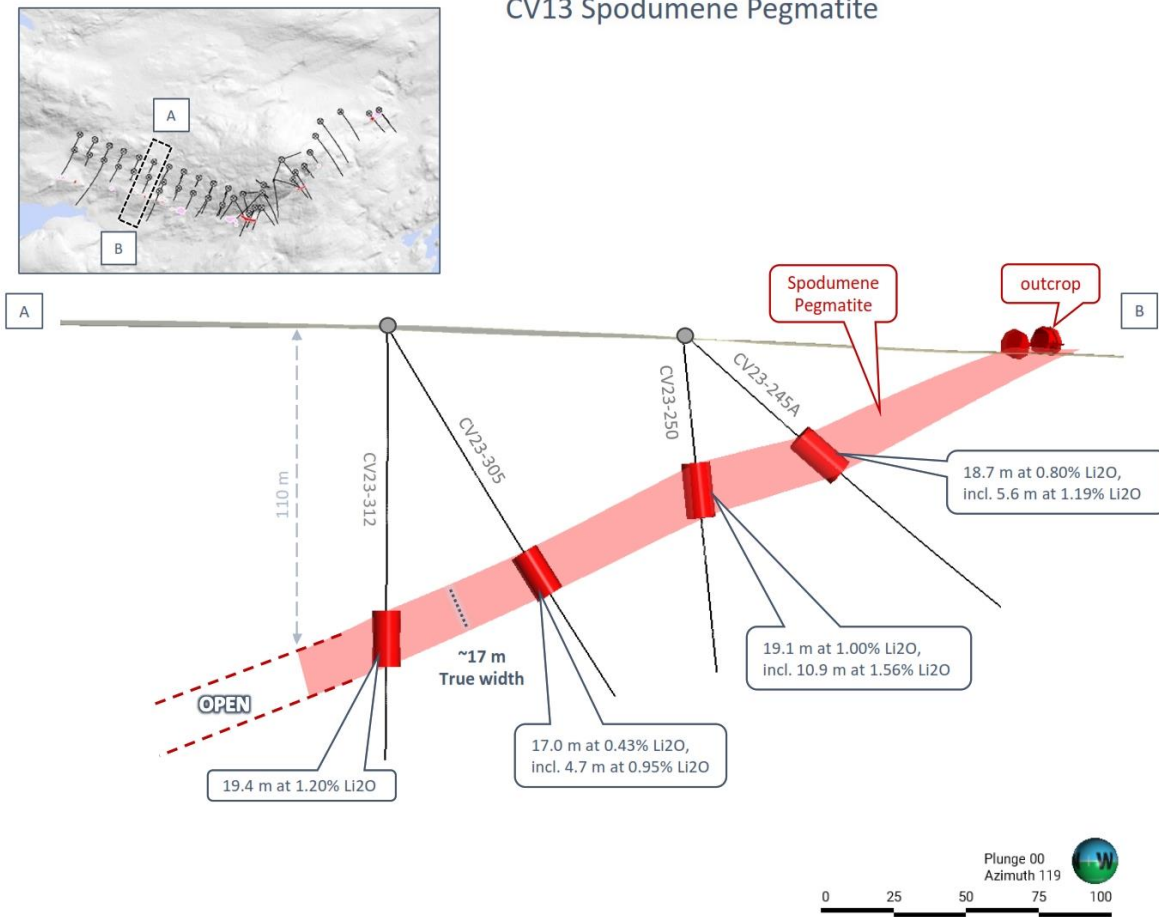 CV13 Spodumene Pegmatite
A
B
A
B
Spodumene
Pegmatite
outcrop
110 m
CV23-312
CV23-305
CV23-250
CV23-245A
18.7 m at 0.80% Li2O,
incl. 5.6 m at 1.19% Li2O
19.1 m at 1.00% Li2O,
incl. 10.9 m at 1.56% Li2O
~17 m
True width
OPEN
17.0 m at 0.43% Li2O,
incl. 4.7 m at 0.95% Li2O
19.4 m at 1.20% Li2O
Plunge 00
Azimuth 119
W
0 25 50 75 100